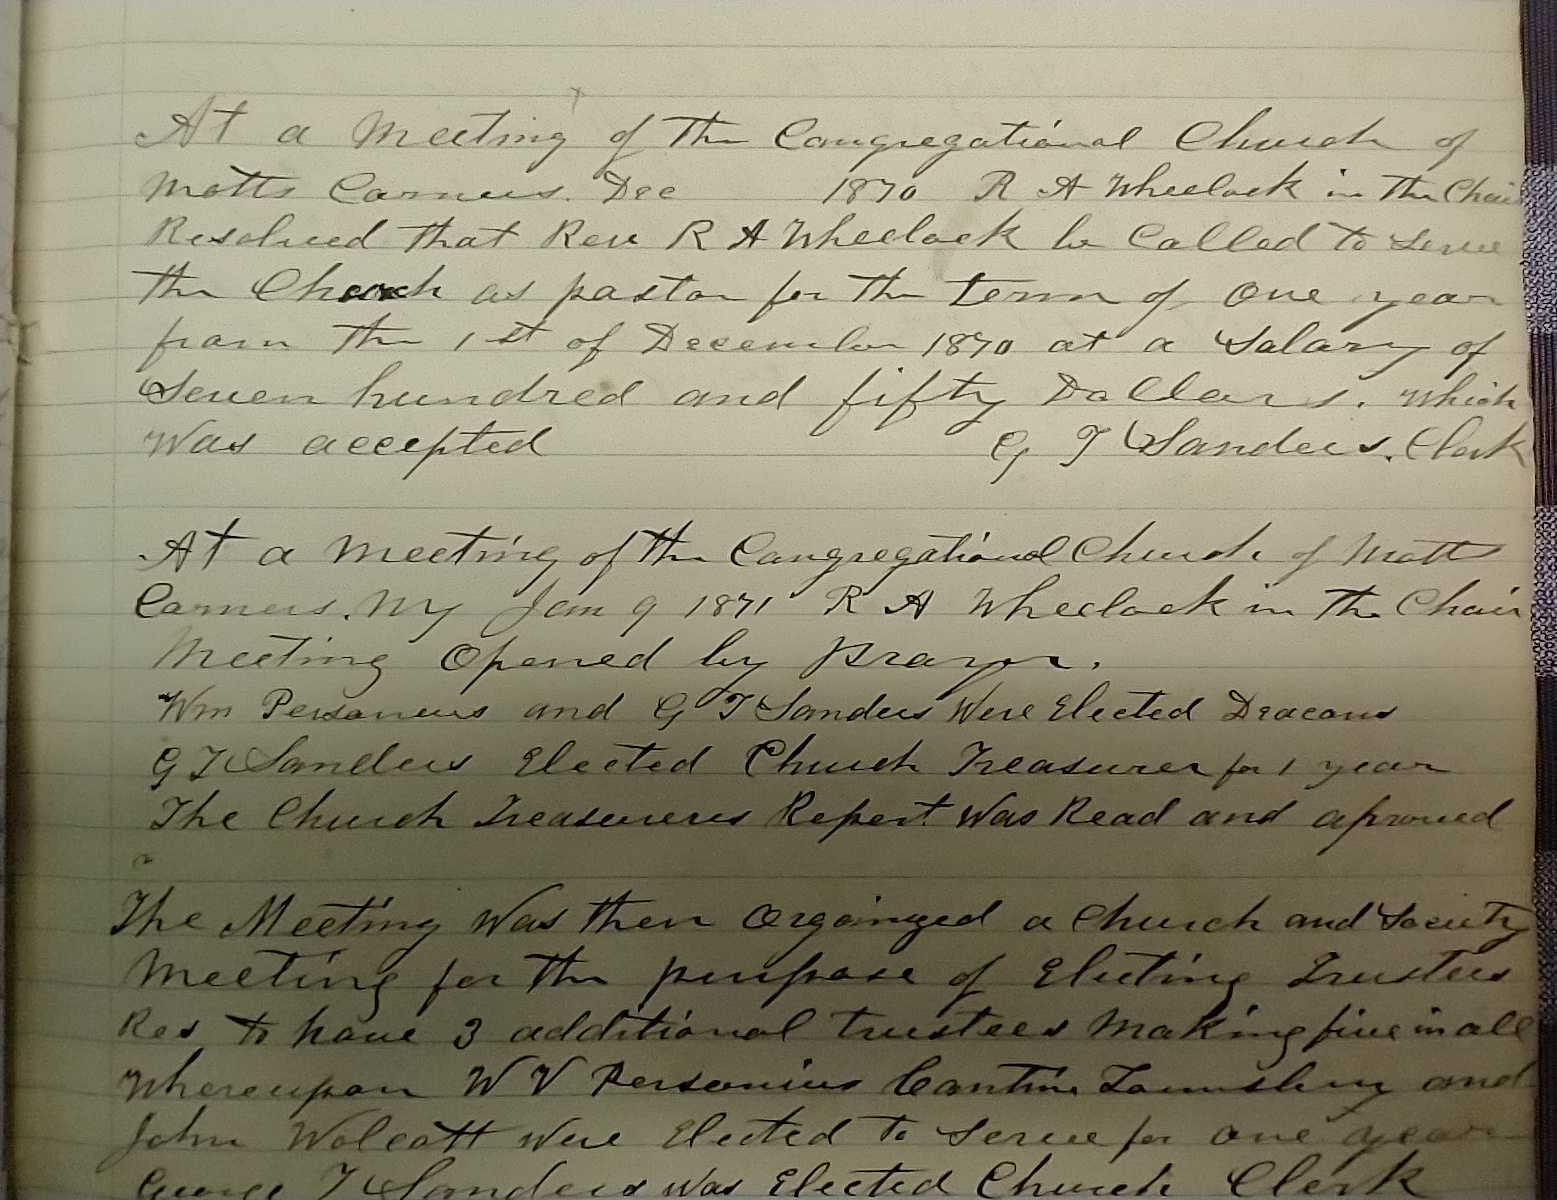 At a Meeting of the Congregational Church of
Motts Corners. Dec 1870 R A Wheelock in the Chair
Resolved that Rev R A Wheelock be Called to serve
the Church as pastor for the term of one year
from the 1st of December 1870 at a Salary of
Seven hundred and fifty Dollars. Which
Was accepted G T Sanders. Clerk
At a Meeting of the Congregational Church of Motts
Corners. NY Jan 9 1871 R A Wheelock in the Chair
Meeting Opened by Prayer.
Wm Personeus and G T Sanders Were Elected Deacons
G T Sanders Elected Church Treasurer for 1 year
The Church Treasurers Report Was Read and aproved
The Meeting Was then Orgainyed a Church and Society
Meeting for the purpose of Electing Trustees
Res to have 3 additional trustees Making five in all
Whereupon W V Personius Cantine Lounsbery and
John Wolcott Were Elected to Serve for one year
George T Sanders Was Elected Church Clerk